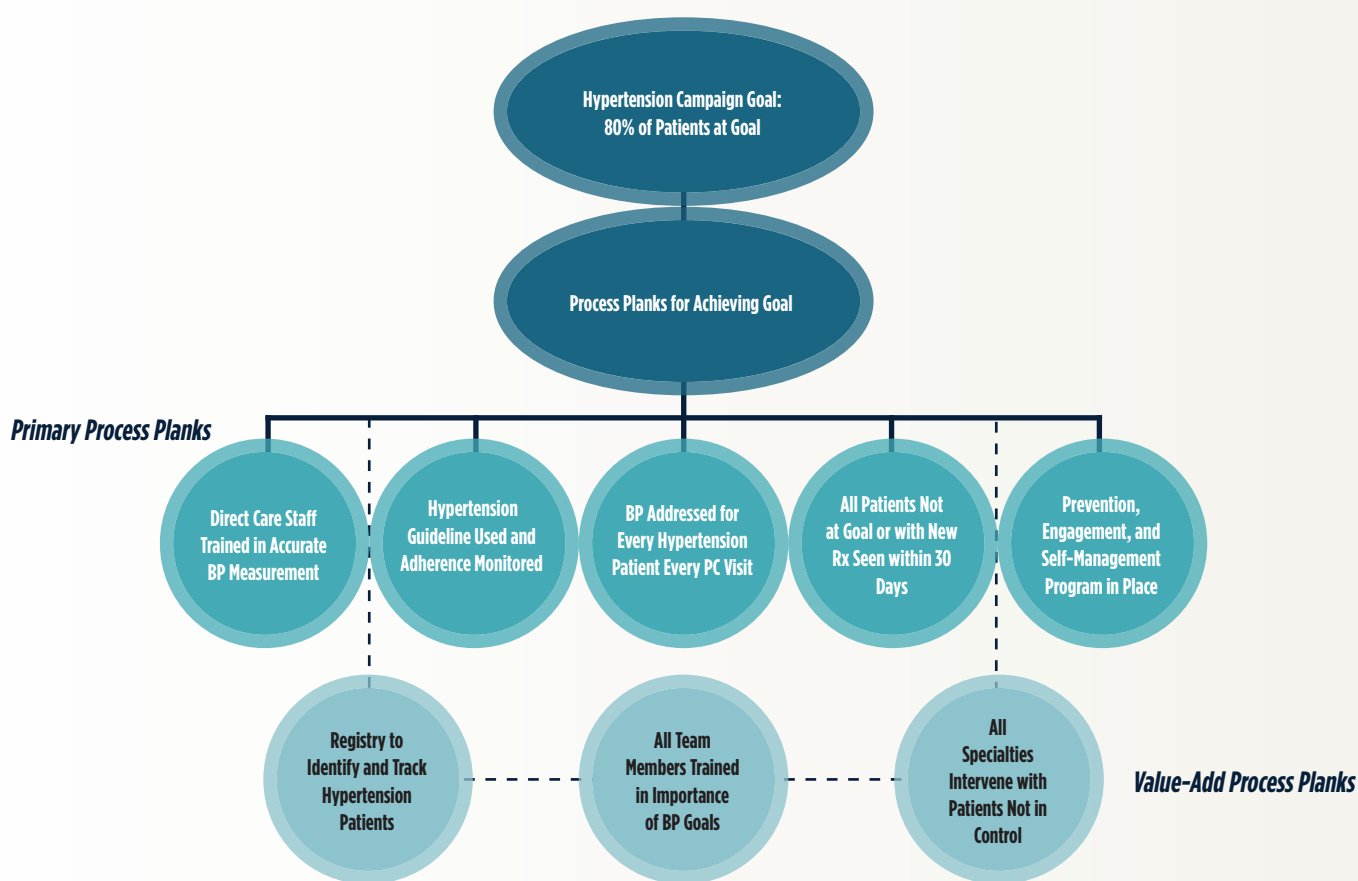 Hypertension Campaign Goal:
80% of Patients at Goal
Process Planks for Achieving Goal
Primary Process Planks
Direct Care Staff
Trained in Accurate
BP Measurement
Hypertension
Guideline Used and
Adherence Monitored
BP Addressed for
Every Hypertension
Patient Every PC Visit
All Patients Not
at Goal or with New
Rx Seen within 30
Days
Prevention,
Engagement, and
Self-Management
Program in Place
Registry to
Identify and Track
Hypertension
Patients
All Team
Members Trained
in Importance
of BP Goals
All
Specialties
Intervene with
Patients Not in
Control
Value-Add Process Planks